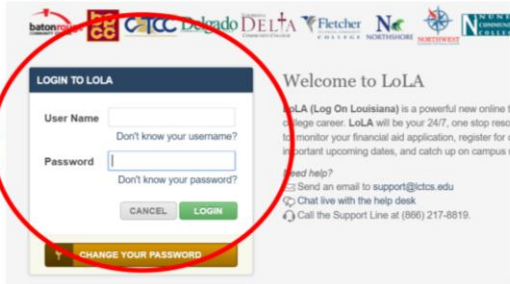 batonrouge bpcc C LTCC Delgado DELTA Fletcher NORTHSHORE NORTHWEST NUNE
COMMUNITY COLLEGE
LOGIN TO LOLA
User Name
Don't know your username?
Password
Don't know your password?
CANCEL LOGIN
CHANGE YOUR PASSWORD
Welcome to LoLA
LoLA (Log On Louisiana) is a powerful new online
college career. LoLA will be your 24/7, one stop
to monitor your financial aid application, register for
important upcoming dates, and catch up on campus
Need help?
Send an email to support@lctcs.edu
Chat live with the help desk
Call the Support Line at (866) 217-8819.